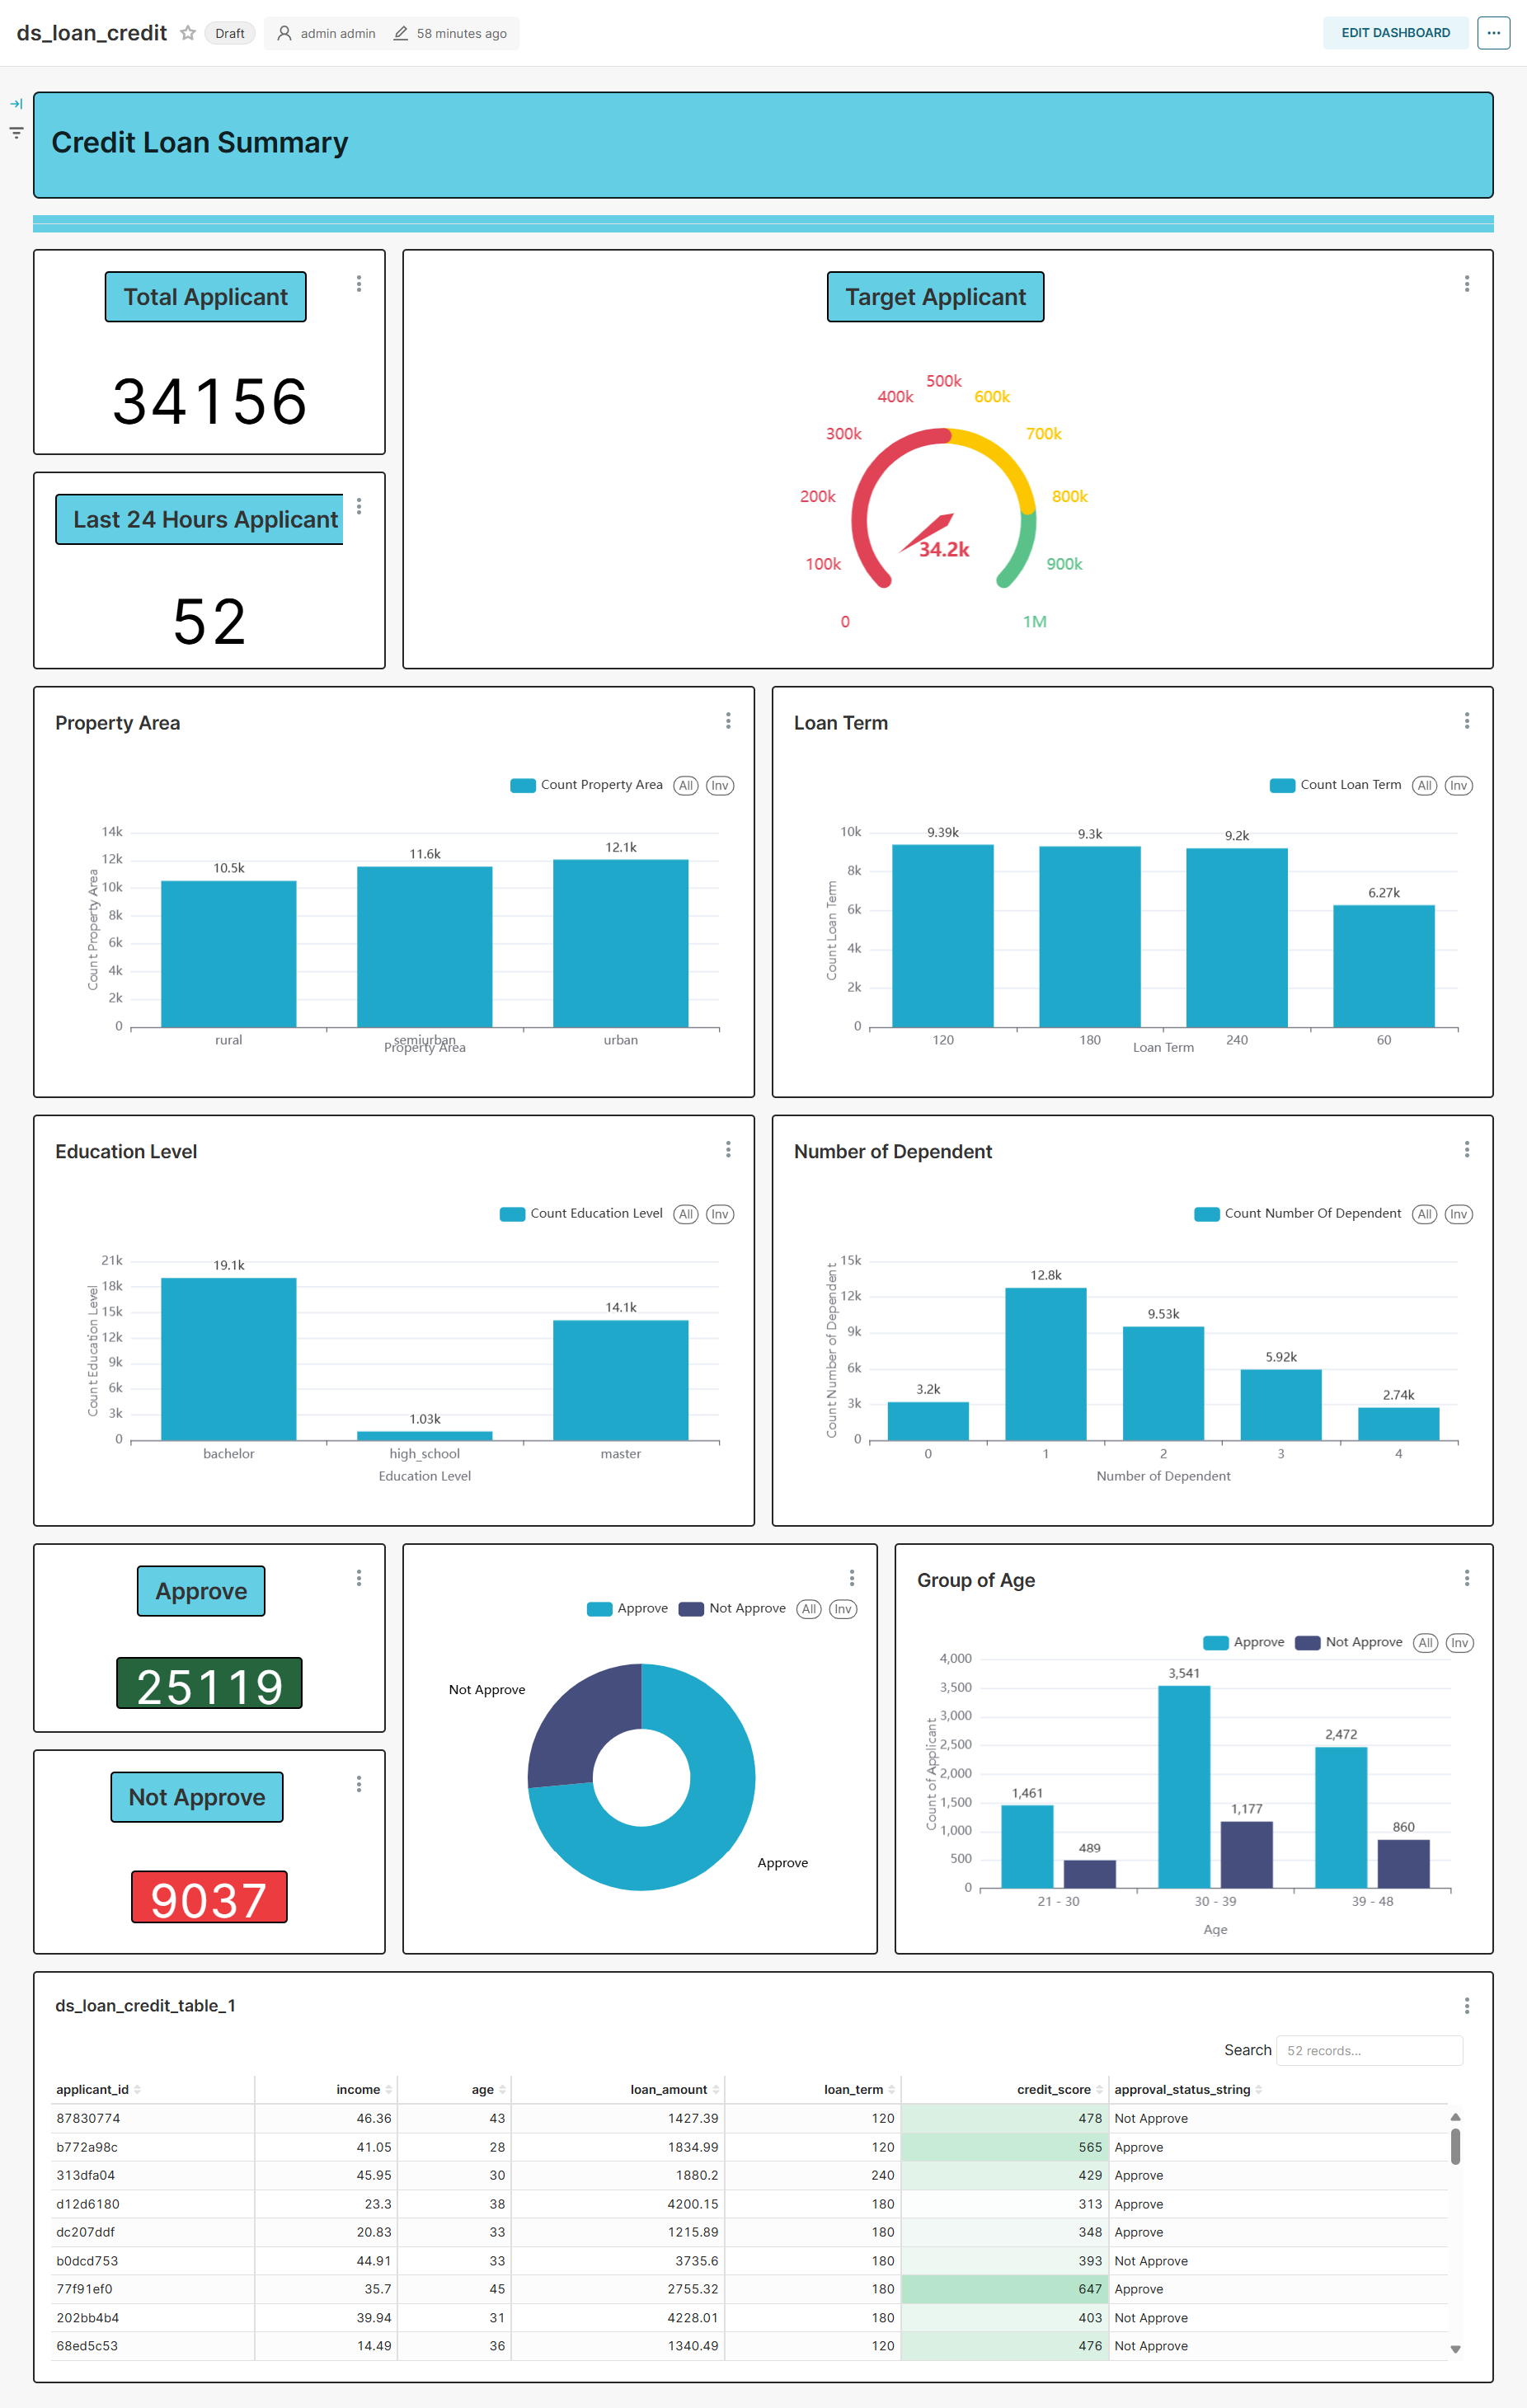 ds_loan_credit Draft admin admin 58 minutes ago EDIT DASHBOARD ...
Credit Loan Summary
Total Applicant
34156
Last 24 Hours Applicant
52
Target Applicant
500k
400k 600k
300k 700k
200k 800k
34.2k
100k 900k
0 1M
Property Area
Count Property Area All Inv
Count Property Area
14k
12k
10k
8k
6k
4k
2k
0
10.5k 11.6k 12.1k
rural semiurban urban
Property Area
Loan Term
Count Loan Term All Inv
Count Loan Term
10k
8k
6k
4k
2k
0
9.39k 9.3k 9.2k 6.27k
120 180 240 60
Loan Term
Education Level
Count Education Level All Inv
Count Education Level
21k
18k
15k
12k
9k
6k
3k
0
19.1k 1.03k 14.1k
bachelor high_school master
Education Level
Number of Dependent
Count Number Of Dependent All Inv
Count Number of Dependent
15k
12k
9k
6k
3k
0
3.2k 12.8k 9.53k 5.92k 2.74k
0 1 2 3 4
Number of Dependent
Approve
25119
Not Approve
9037
Approve Not Approve All Inv
Not Approve
Approve
Group of Age
Approve Not Approve All Inv
Count of Applicant
4,000
3,500
3,000
2,500
2,000
1,500
1,000
500
0
1,461 489 3,541 1,177 2,472 860
21 - 30 30 - 39 39 - 48
Age
ds_loan_credit_table_1
Search 52 records...
applicant_id income age loan_amount loan_term credit_score approval_status_string
87830774 46.36 43 1427.39 120 478 Not Approve
b772a98c 41.05 28 1834.99 120 565 Approve
313dfa04 45.95 30 1880.2 240 429 Approve
d12d6180 23.3 38 4200.15 180 313 Approve
dc207ddf 20.83 33 1215.89 180 348 Approve
b0dcd753 44.91 33 3735.6 180 393 Not Approve
77f91ef0 35.7 45 2755.32 180 647 Approve
202bb4b4 39.94 31 4228.01 180 403 Not Approve
68ed5c53 14.49 36 1340.49 120 476 Not Approve